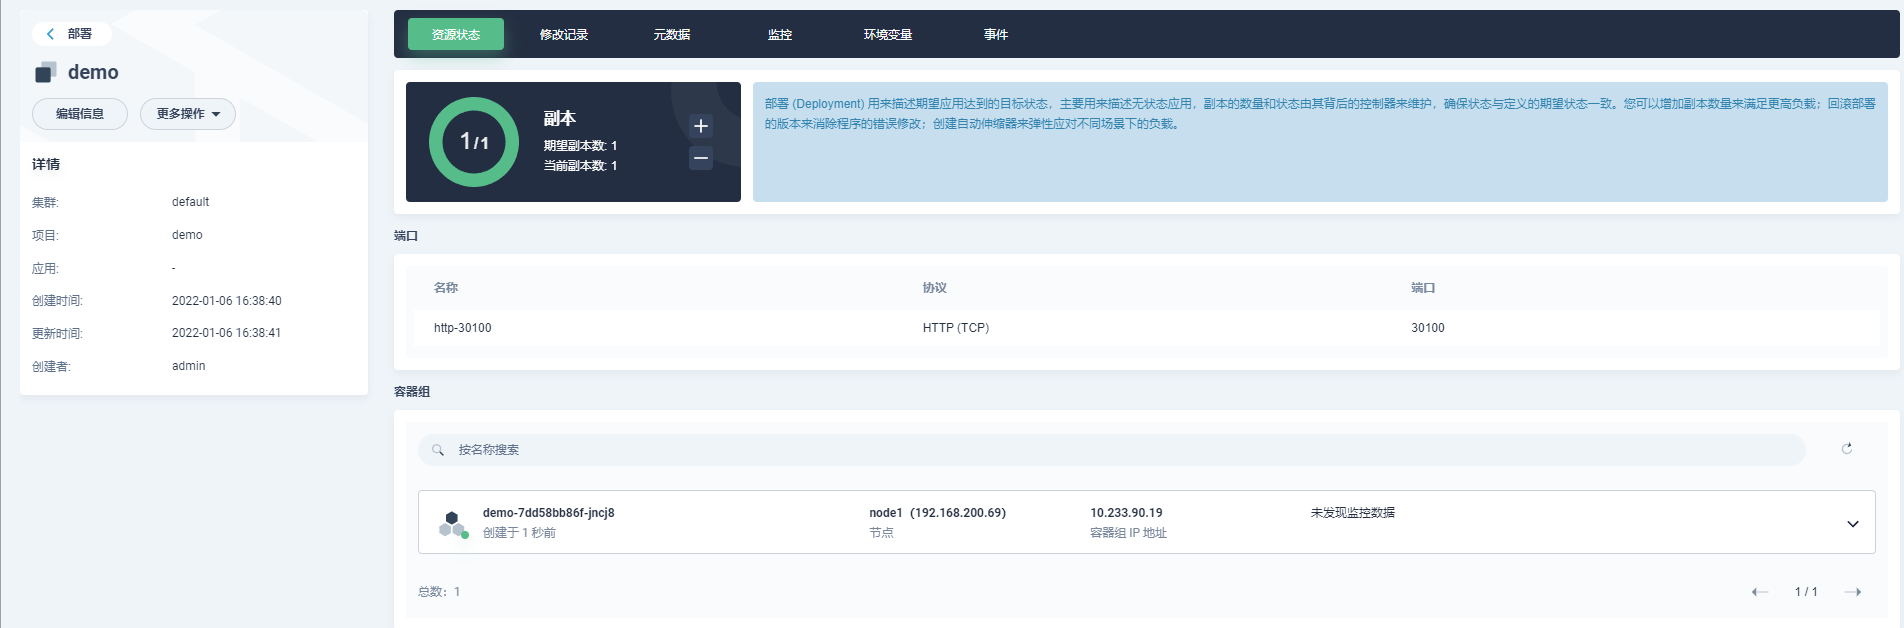 部署
demo
编辑信息
更多操作
详情
集群: default
项目: demo
应用: -
创建时间: 2022-01-06 16:38:40
更新时间: 2022-01-06 16:38:41
创建者: admin
资源状态 修改记录 元数据 监控 环境变量 事件
1/1
副本
期望副本数: 1
当前副本数: 1
部署 (Deployment) 用来描述期望应用达到的目标状态，主要用来描述无状态应用，副本的数量和状态由其背后的控制器来维护，确保状态与定义的期望状态一致。您可以增加副本数量来满足更高负载；回滚部署
的版本来消除程序的错误修改；创建自动伸缩器来弹性应对不同场景下的负载。
端口
名称 协议 端口
http-30100 HTTP (TCP) 30100
容器组
按名称搜索
demo-7dd58bb86f-jncj8 node1（192.168.200.69） 10.233.90.19 未发现监控数据
创建于 1 秒前 节点 容器组 IP 地址
总数：1 1 / 1